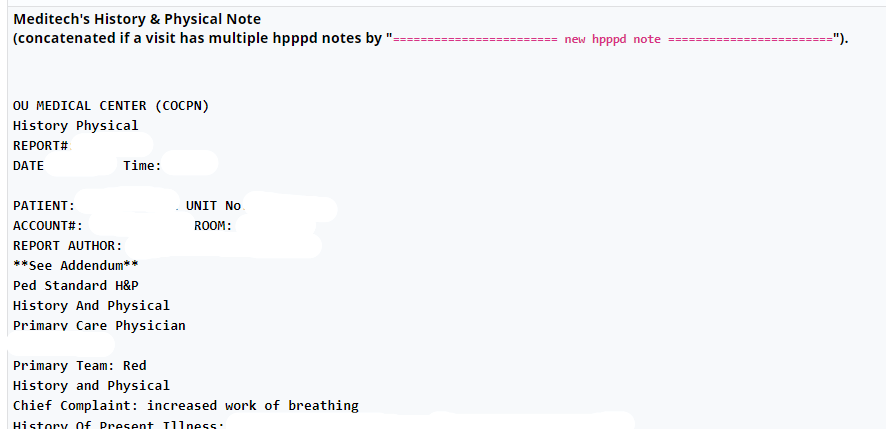 Meditech's History & Physical Note
(concatenated if a visit has multiple hpppd notes by "======================== new hpppd note ========================").
OU MEDICAL CENTER (COCPN)
History Physical
REPORT#
DATE Time:
PATIENT: UNIT No
ACCOUNT#: ROOM:
REPORT AUTHOR:
**See Addendum**
Ped Standard H&P
History And Physical
Primary Care Physician
Primary Team: Red
History and Physical
Chief Complaint: increased work of breathing
History Of Present Illness: